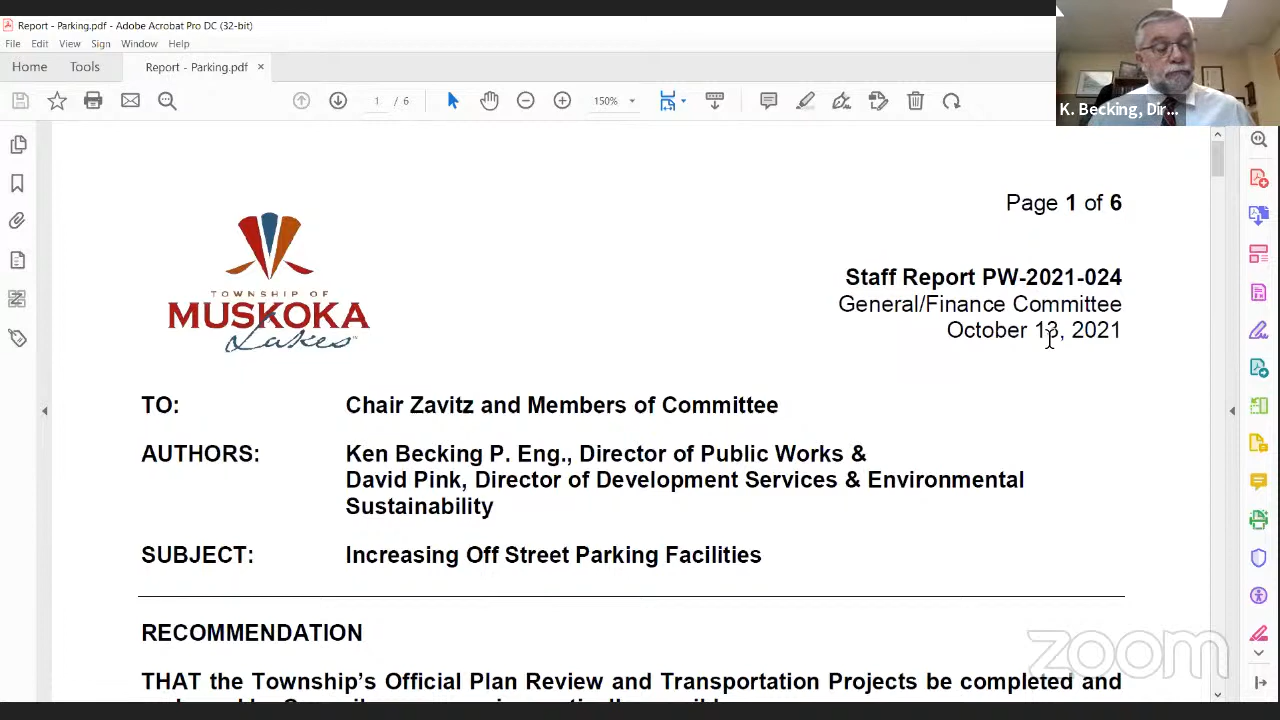 Report - Parking.pdf - Adobe Acrobat Pro DC (32-bit)
File Edit View Sign Window Help
Home Tools Report - Parking.pdf ×
1 / 6 150%
K. Becking, Dir...
Page 1 of 6
Staff Report PW-2021-024
General/Finance Committee
October 13, 2021
TOWNSHIP OF
MUSKOKA
Lakes
TO: Chair Zavitz and Members of Committee
AUTHORS: Ken Becking P. Eng., Director of Public Works &
David Pink, Director of Development Services & Environmental
Sustainability
SUBJECT: Increasing Off Street Parking Facilities
RECOMMENDATION
THAT the Township's Official Plan Review and Transportation Projects be completed and
zoom